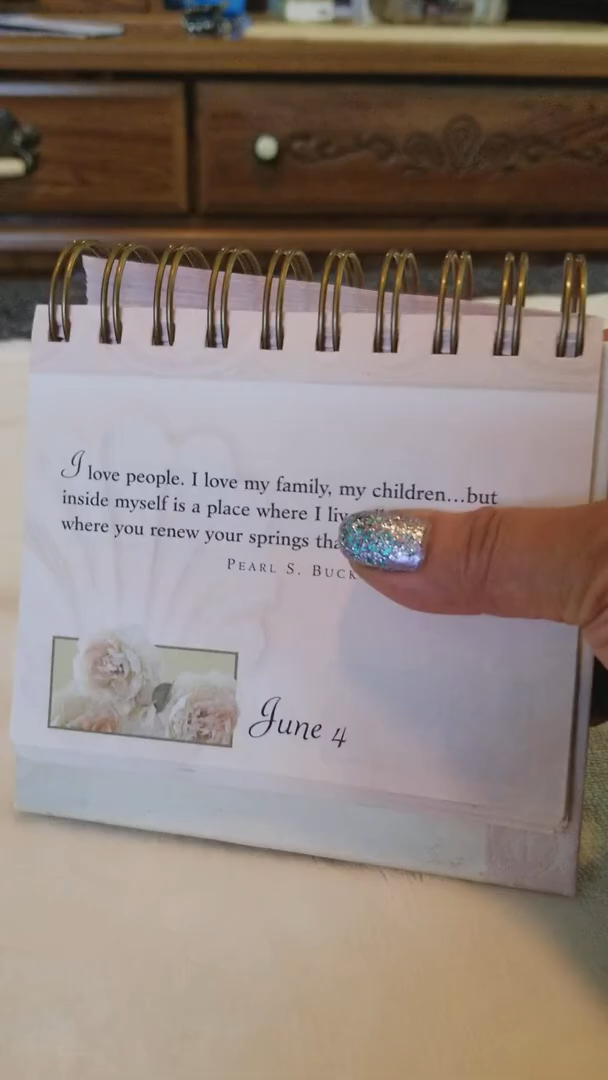 I love people. I love my family, my children...but
inside myself is a place where I
where you renew your springs
PEARL S. BUCK
June 4